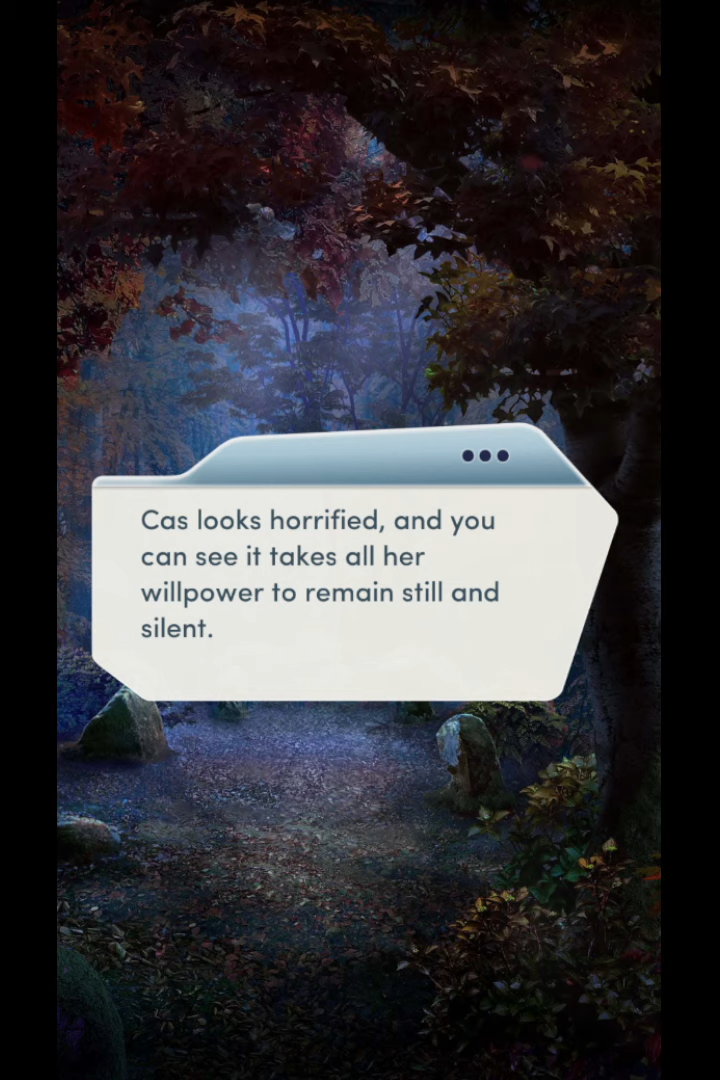 Cas looks horrified, and you
can see it takes all her
willpower to remain still and
silent.